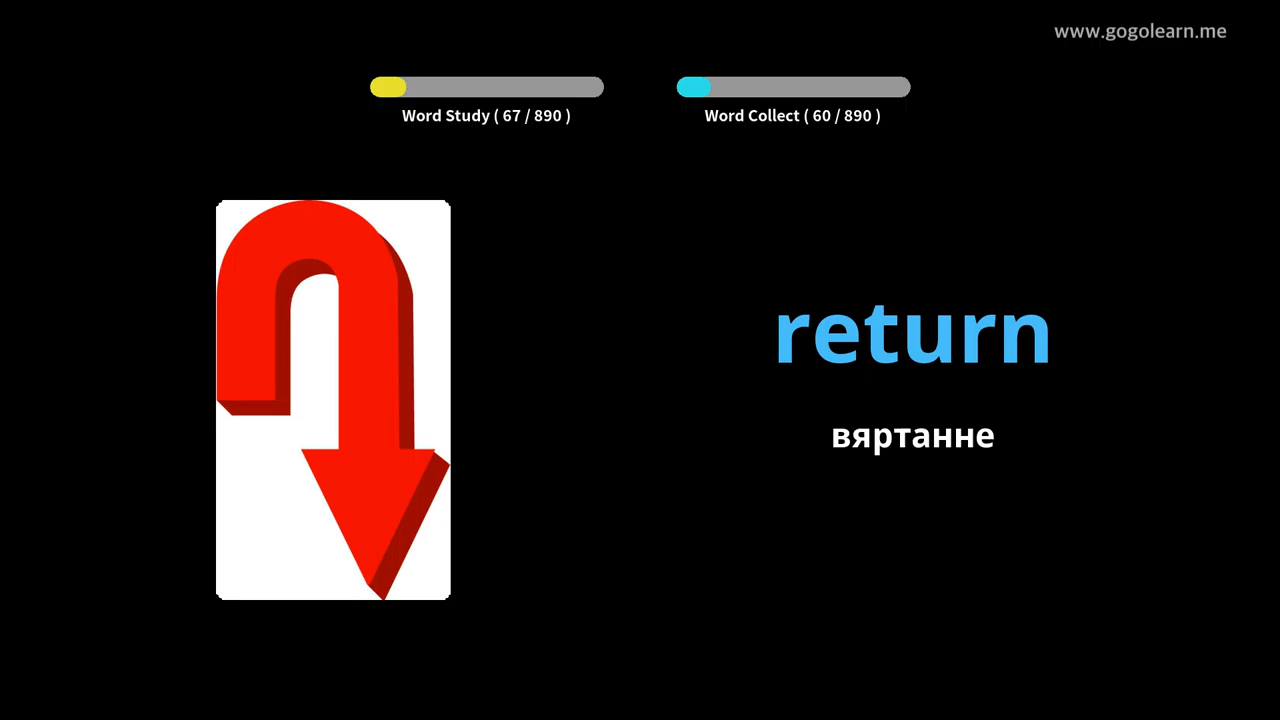 www.gogolearn.me
Word Study ( 67 / 890 )
Word Collect ( 60 / 890 )
return
вяртанне